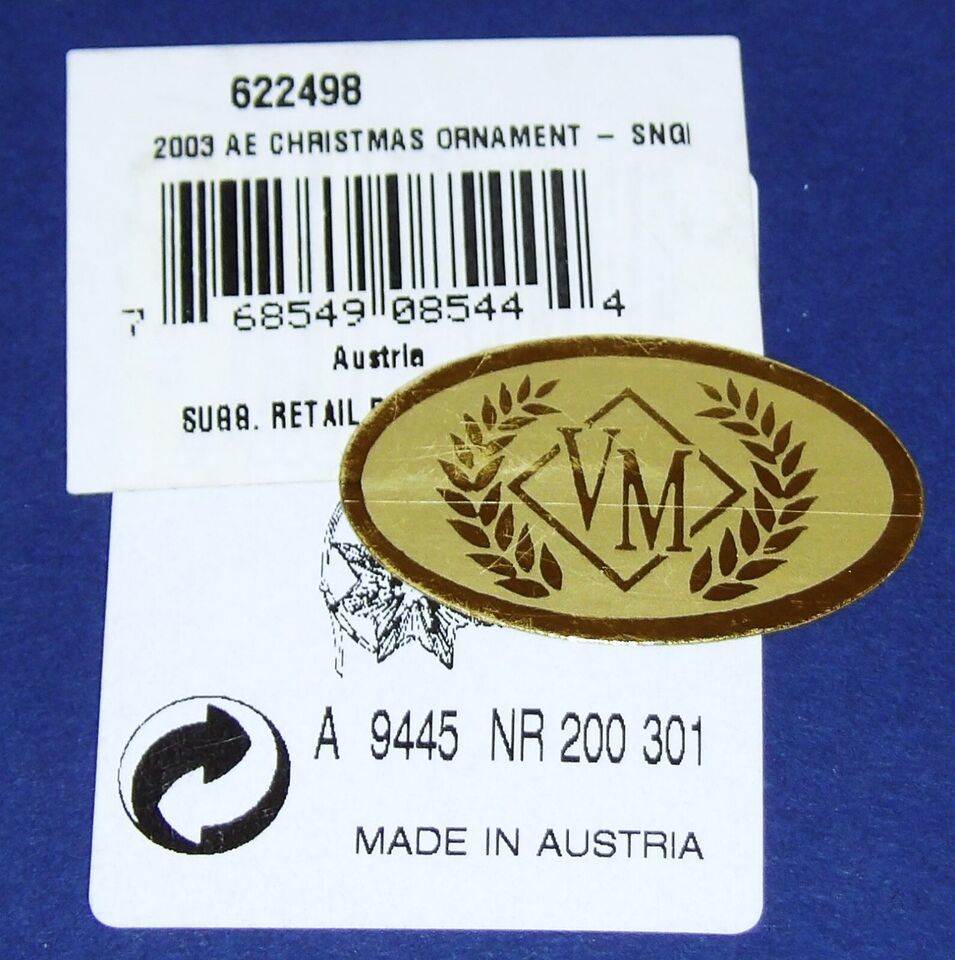 622498
2003 AE CHRISTMAS ORNAMENT – SNGL
7 68549 08544 4
Austria
SUGG. RETAIL
VM
A 9445 NR 200 301
MADE IN AUSTRIA